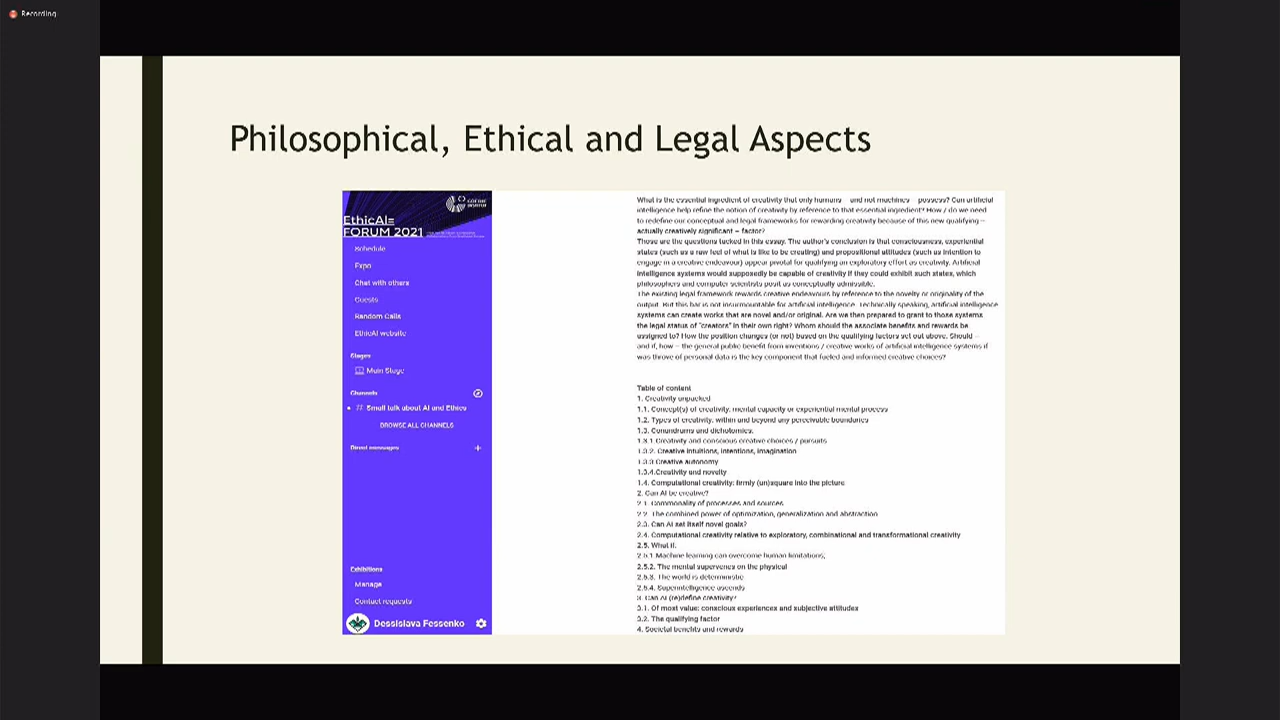 Recording
Philosophical, Ethical and Legal Aspects
GOETHE INSTITUT
EthicAI=
FORUM 2021
Schedule
Expo
Chat with others
Guests
Random Calls
EthicAI website
Stages
Main Stage
Channels
# Small talk about AI and Ethics
BROWSE ALL CHANNELS
Direct messages +
Exhibitions
Manage
Contact requests
Dessislava Fessenko
What is the essential ingredient of creativity that only humans – and not machines – possess? Can artificial
intelligence help refine the notion of creativity by reference to that essential ingredient? How / do we need
to redefine our conceptual and legal frameworks for rewarding creativity because of this new qualifying –
actually creatively significant – factor?
Those are the questions tucked in this essay. The author's conclusion is that consciousness, experiential
states (such as a raw feel of what is like to be creating) and propositional attitudes (such as intention to
engage in a creative endeavour) appear pivotal for qualifying an exploratory effort as creativity. Artificial
intelligence systems would supposedly be capable of creativity if they could exhibit such states, which
philosophers and computer scientists posit as conceptually admissible.
The existing legal framework rewards creative endeavours by reference to the novelty or originality of the
output. But this bar is not insurmountable for artificial intelligence. Technically speaking, artificial intelligence
systems can create works that are novel and/or original. Are we then prepared to grant to those systems
the legal status of "creators" in their own right? Whom should the associate benefits and rewards be
assigned to? How the position changes (or not) based on the qualifying factors set out above. Should –
and if, how – the general public benefit from inventions / creative works of artificial intelligence systems if
was throve of personal data is the key component that fueled and informed creative choices?
Table of content
1. Creativity unpacked
1.1. Concept(s) of creativity, mental capacity or experiential mental process
1.2. Types of creativity, within and beyond any perceivable boundaries
1.3. Conundrums and dichotomies.
1.3.1 Creativity and conscious creative choices / pursuits
1.3.2. Creative intuitions, intentions, imagination
1.3.3 Creative autonomy
1.3.4.Creativity and novelty
1.4. Computational creativity: firmly (un)square into the picture
2. Can AI be creative?
2.1. Commonality of processes and sources
2.2. The combined power of optimization, generalization and abstraction
2.3. Can AI set itself novel goals?
2.4. Computational creativity relative to exploratory, combinational and transformational creativity
2.5. What if.
2.5.1 Machine learning can overcome human limitations,
2.5.2. The mental supervenes on the physical
2.5.3. The world is deterministic
2.5.4. Superintelligence ascends
3. Can AI (re)define creativity?
3.1. Of most value: conscious experiences and subjective attitudes
3.2. The qualifying factor
4. Societal benefits and rewards